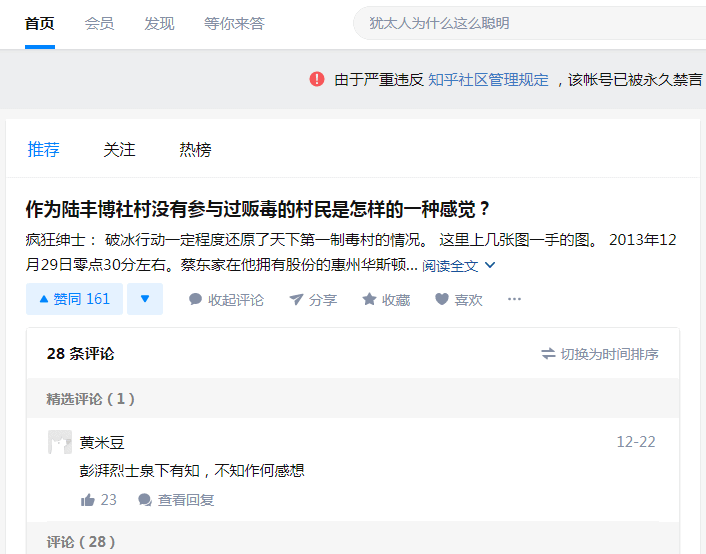 首页 会员 发现 等你来答 犹太人为什么这么聪明
由于严重违反 知乎社区管理规定 ，该帐号已被永久禁言
推荐 关注 热榜
作为陆丰博社村没有参与过贩毒的村民是怎样的一种感觉？
疯狂绅士： 破冰行动一定程度还原了天下第一制毒村的情况。 这里上几张图一手的图。 2013年12
月29日零点30分左右。蔡东家在他拥有股份的惠州华斯顿... 阅读全文
赞同 161 收起评论 分享 收藏 喜欢 ···
28 条评论 切换为时间排序
精选评论（1）
黄米豆 12-22
彭湃烈士泉下有知，不知作何感想
23 查看回复
评论（28）